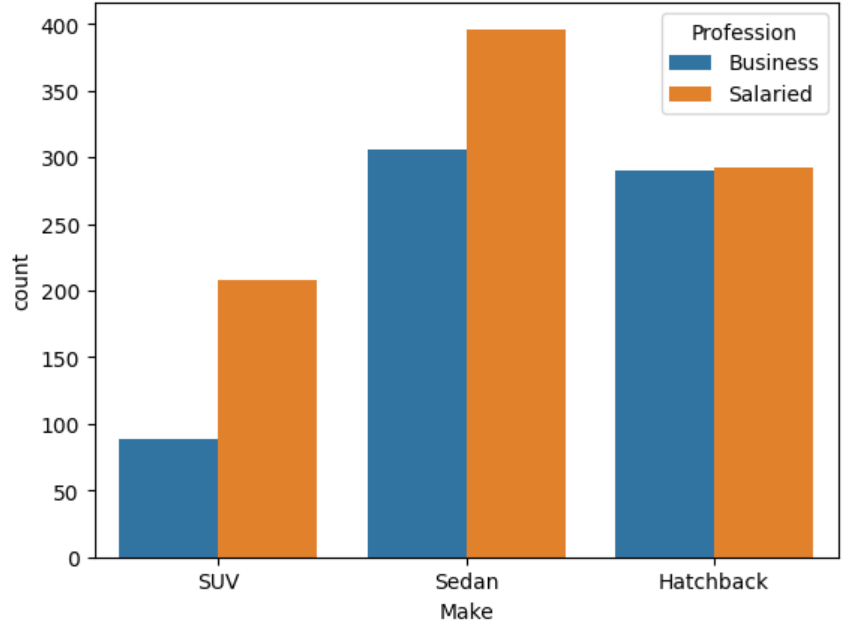 Profession
Business
Salaried
400
350
300
250
200
150
100
50
0
count
SUV Sedan Hatchback
Make